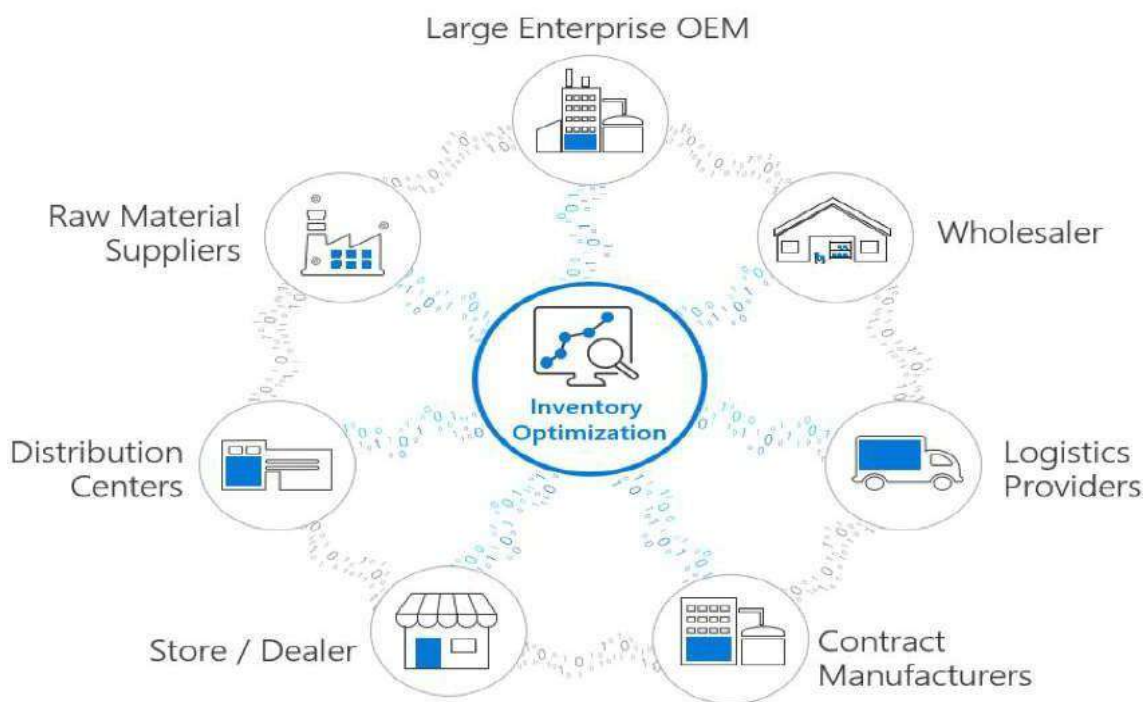 Large Enterprise OEM
Raw Material
Suppliers
Wholesaler
Inventory
Optimization
Distribution
Centers
Logistics
Providers
Store / Dealer
Contract
Manufacturers